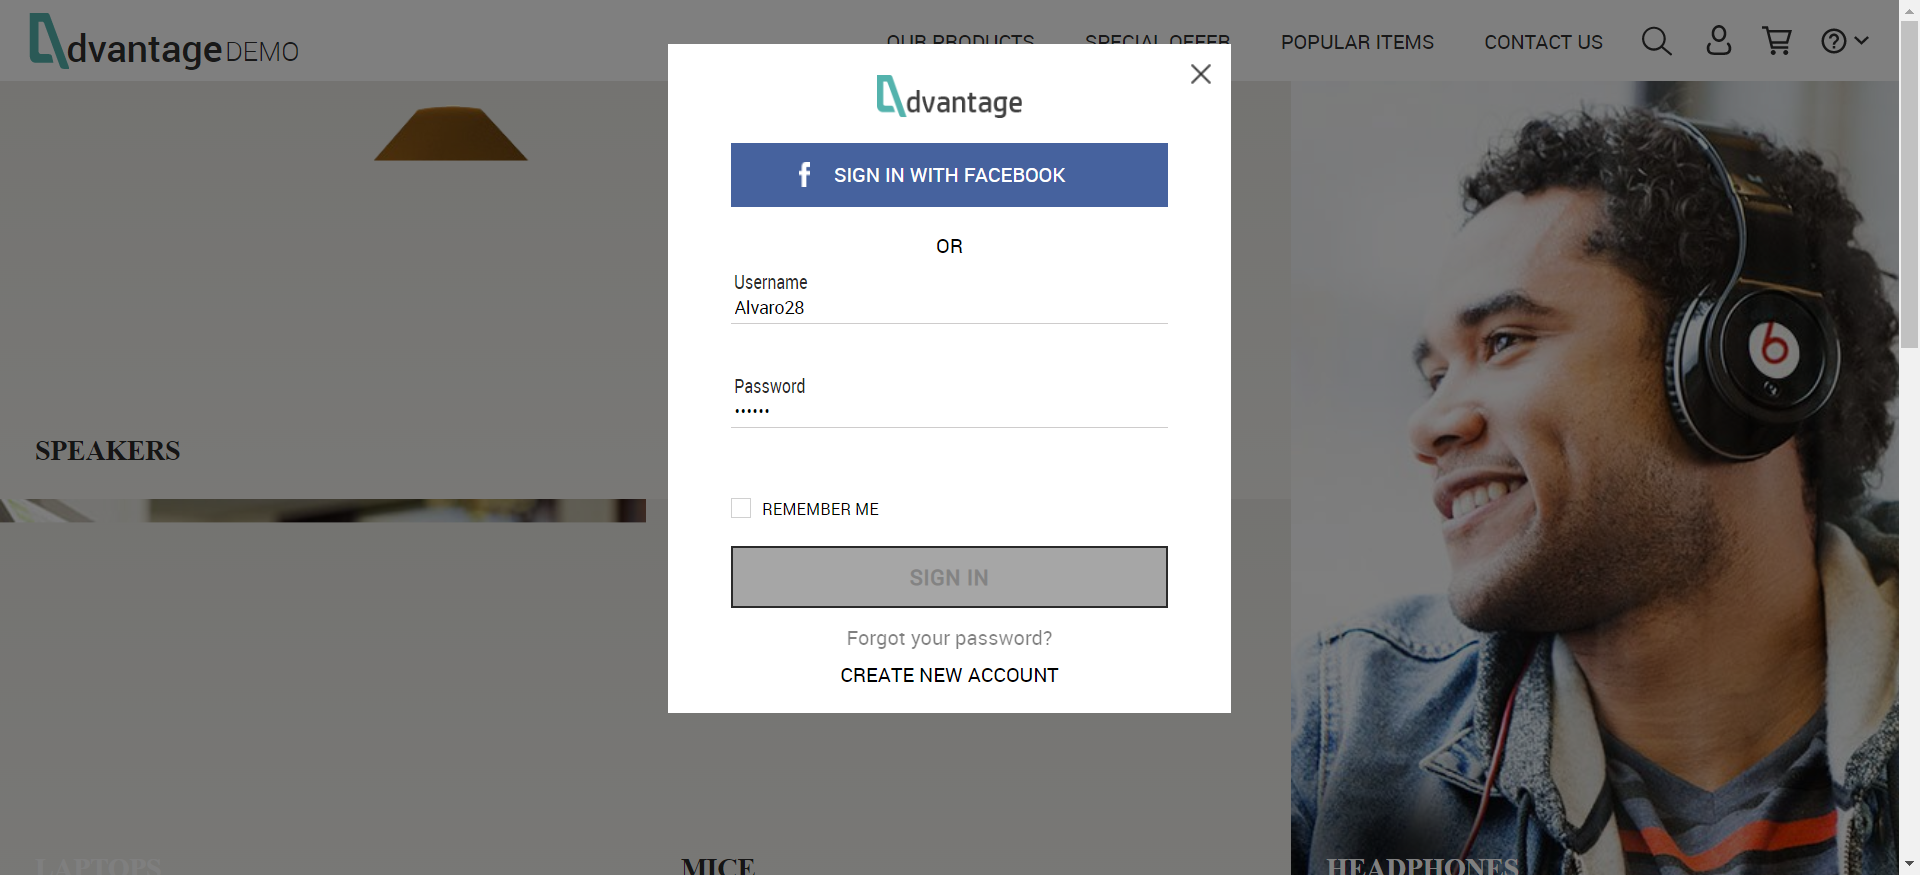 dvantage DEMO
OUR PRODUCTS SPECIAL OFFER POPULAR ITEMS CONTACT US
dvantage
SIGN IN WITH FACEBOOK
OR
Username
Alvaro28
Password
••••••
REMEMBER ME
SIGN IN
Forgot your password?
CREATE NEW ACCOUNT
SPEAKERS
LAPTOPS
MICE
HEADPHONES